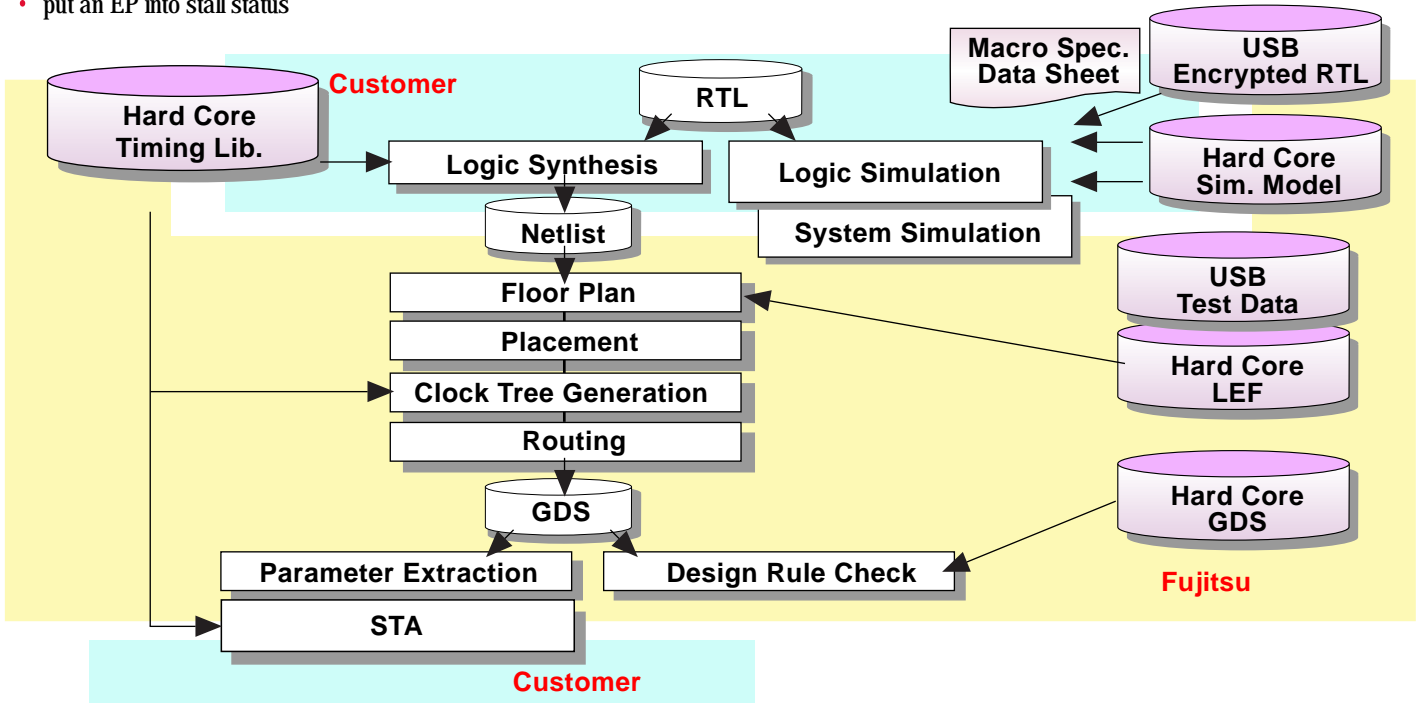 • put an EP into stall status
Macro Spec.
Data Sheet
USB
Encrypted RTL
Customer
Hard Core
Timing Lib.
RTL
Logic Synthesis
Logic Simulation
Hard Core
Sim. Model
Netlist
System Simulation
USB
Test Data
Floor Plan
Placement
Hard Core
LEF
Clock Tree Generation
Routing
Hard Core
GDS
GDS
Parameter Extraction
Design Rule Check
Fujitsu
STA
Customer